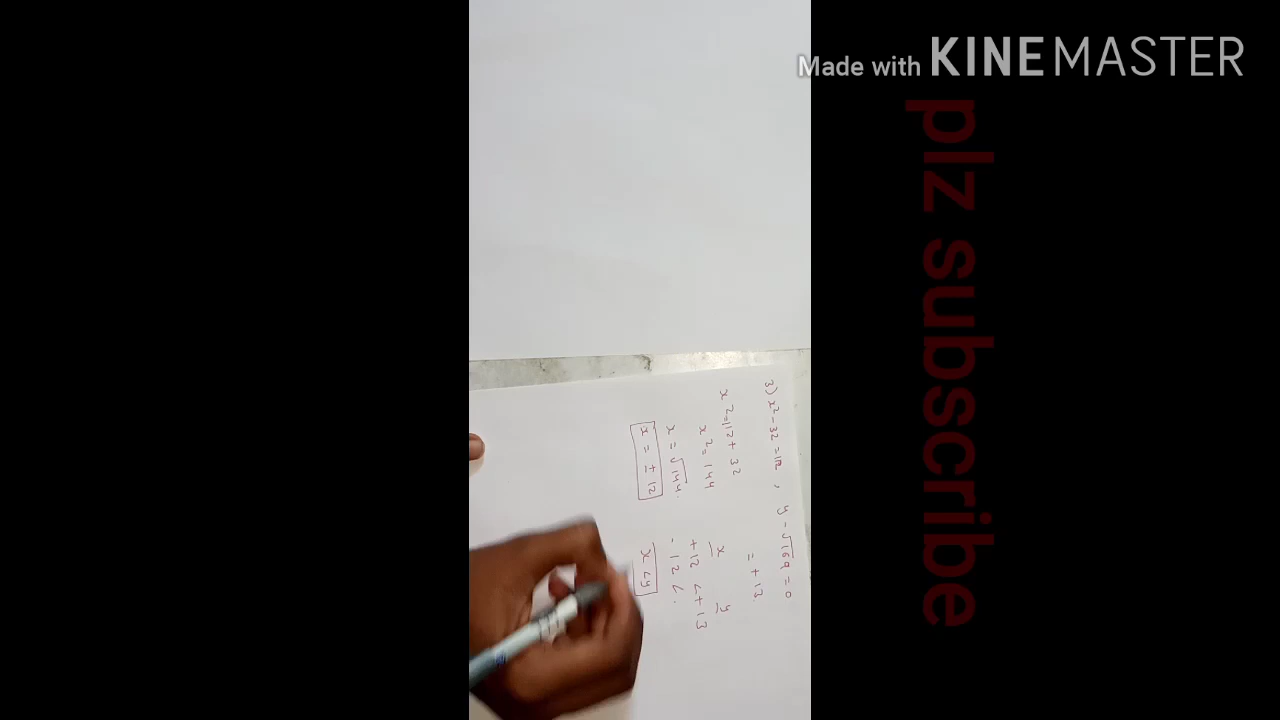 Made with KINEMASTER
plz subscribe
3) x² - 32 = 112 , y - √169 = 0
x² = 112 + 32
= + 13.
x² = 144
x = √144.
x = ± 12
x y
+12 < + 13
- 12 < .
x < y